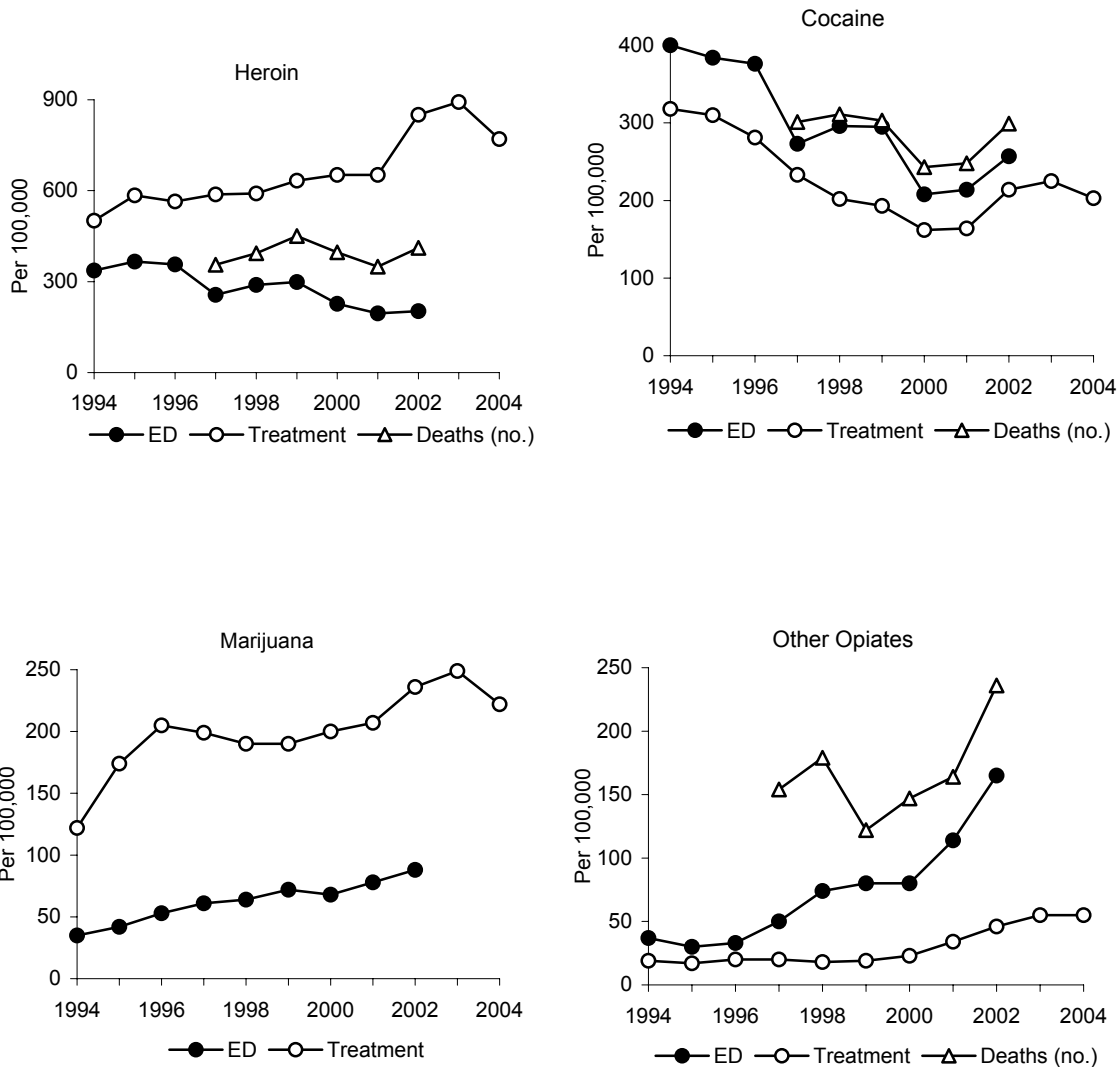 Heroin
Per 100,000
900
600
300
0
1994 1996 1998 2000 2002 2004
ED Treatment Deaths (no.)
Cocaine
Per 100,000
400
300
200
100
0
1994 1996 1998 2000 2002 2004
ED Treatment Deaths (no.)
Marijuana
Per 100,000
250
200
150
100
50
0
1994 1996 1998 2000 2002 2004
ED Treatment
Other Opiates
Per 100,000
250
200
150
100
50
0
1994 1996 1998 2000 2002 2004
ED Treatment Deaths (no.)